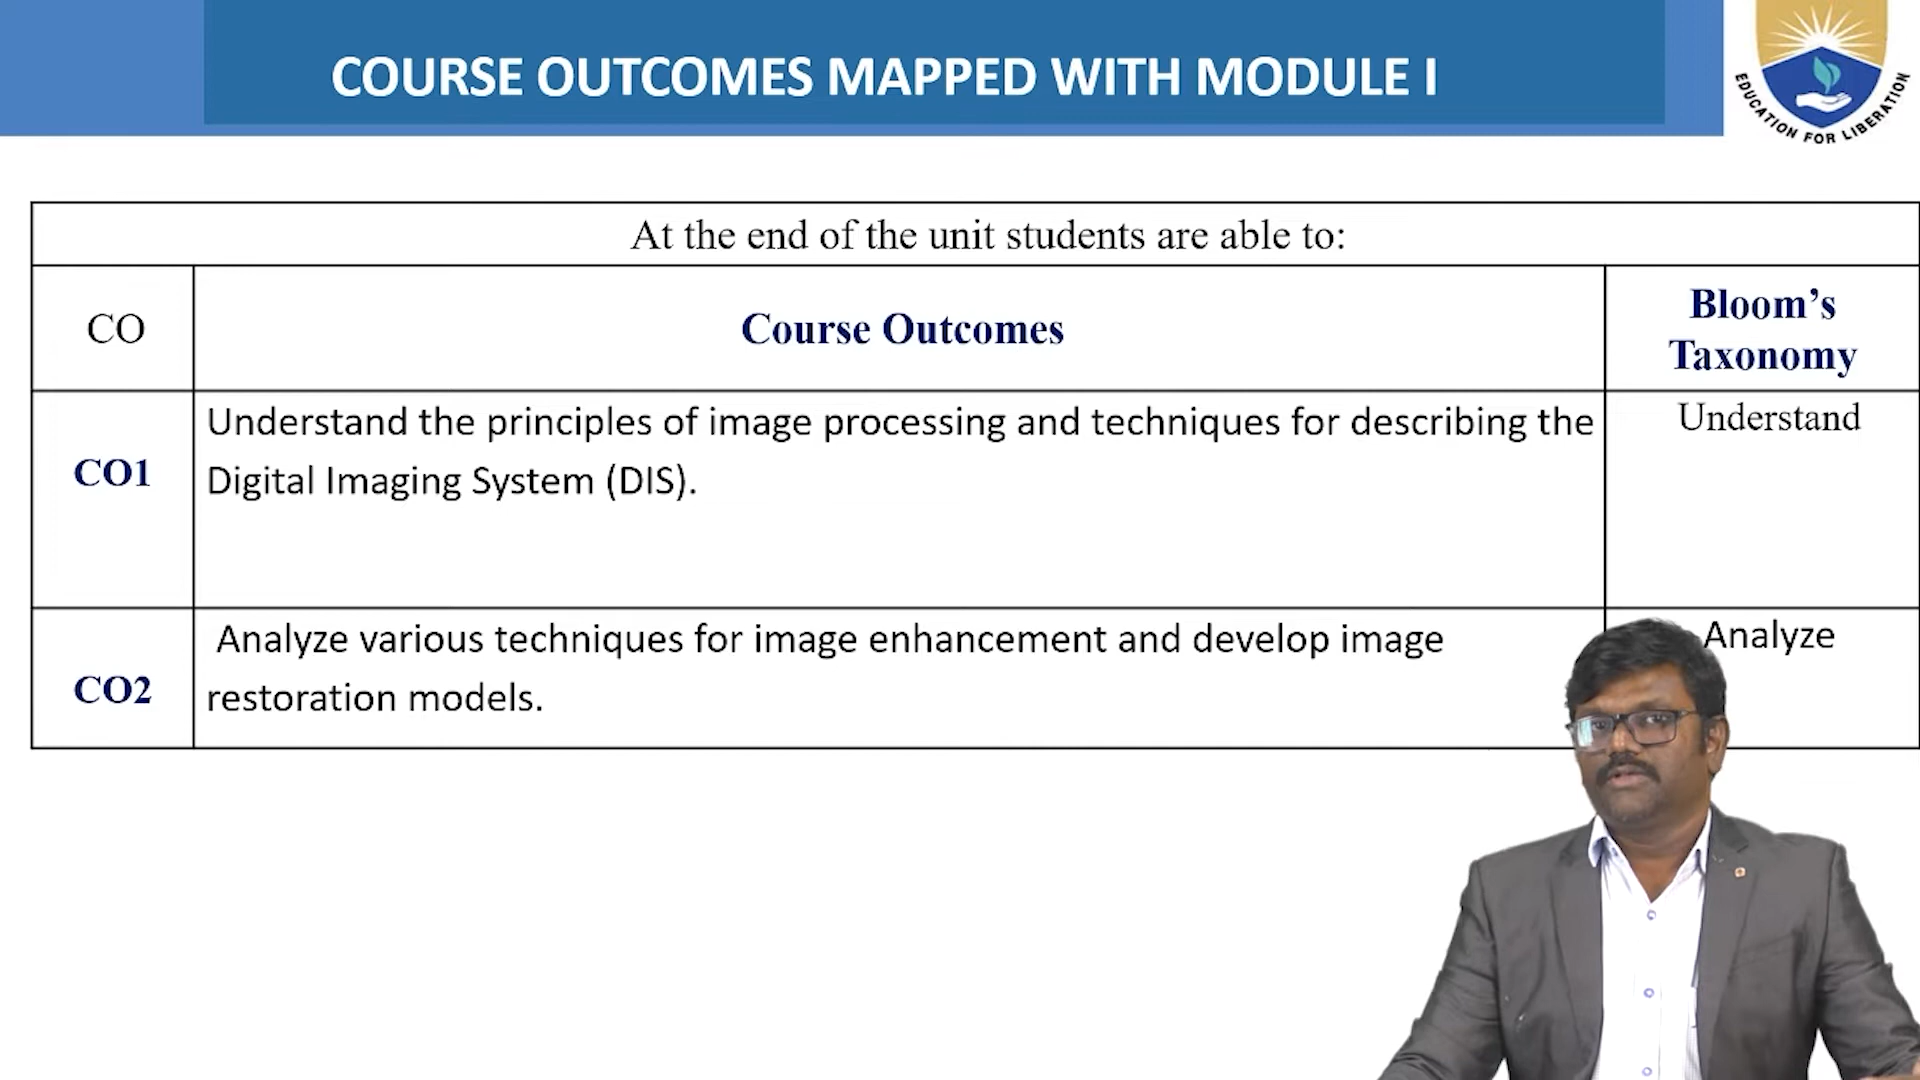 COURSE OUTCOMES MAPPED WITH MODULE I
EDUCATION FOR LIBERATION
At the end of the unit students are able to:
CO
Course Outcomes
Bloom’s
Taxonomy
CO1
Understand the principles of image processing and techniques for describing the
Digital Imaging System (DIS).
Understand
CO2
Analyze various techniques for image enhancement and develop image
restoration models.
Analyze